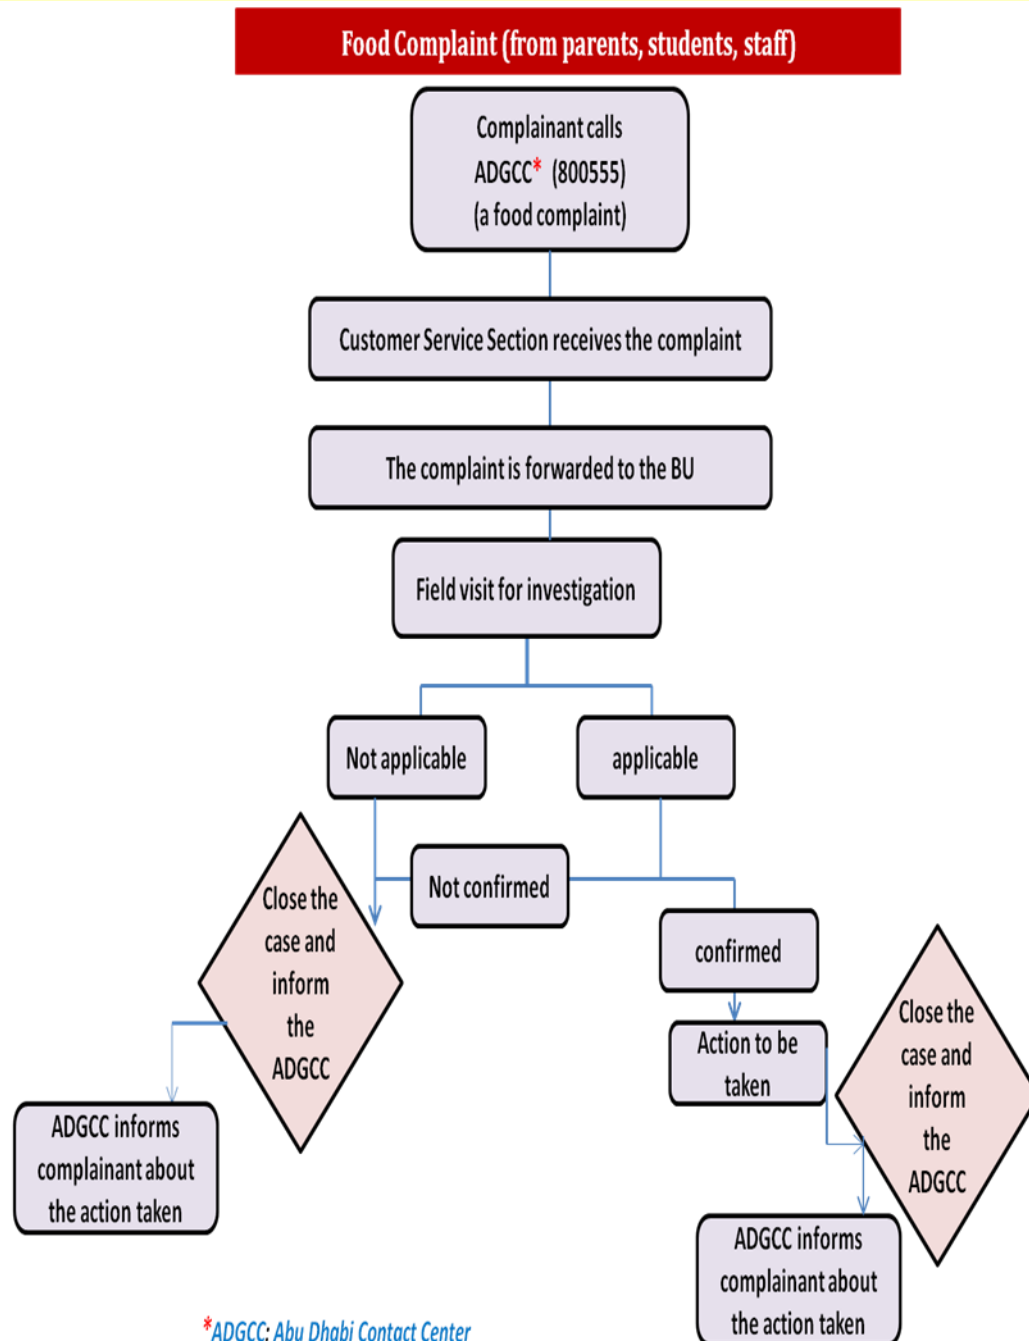 Food Complaint (from parents, students, staff)
Complainant calls
ADGCC* (800555)
(a food complaint)
Customer Service Section receives the complaint
The complaint is forwarded to the BU
Field visit for investigation
Not applicable
applicable
Not confirmed
confirmed
Close the
case and
inform
the
ADGCC
Action to be
taken
Close the
case and
inform
the
ADGCC
ADGCC informs
complainant about
the action taken
ADGCC informs
complainant about
the action taken
*ADGCC: Abu Dhabi Contact Center